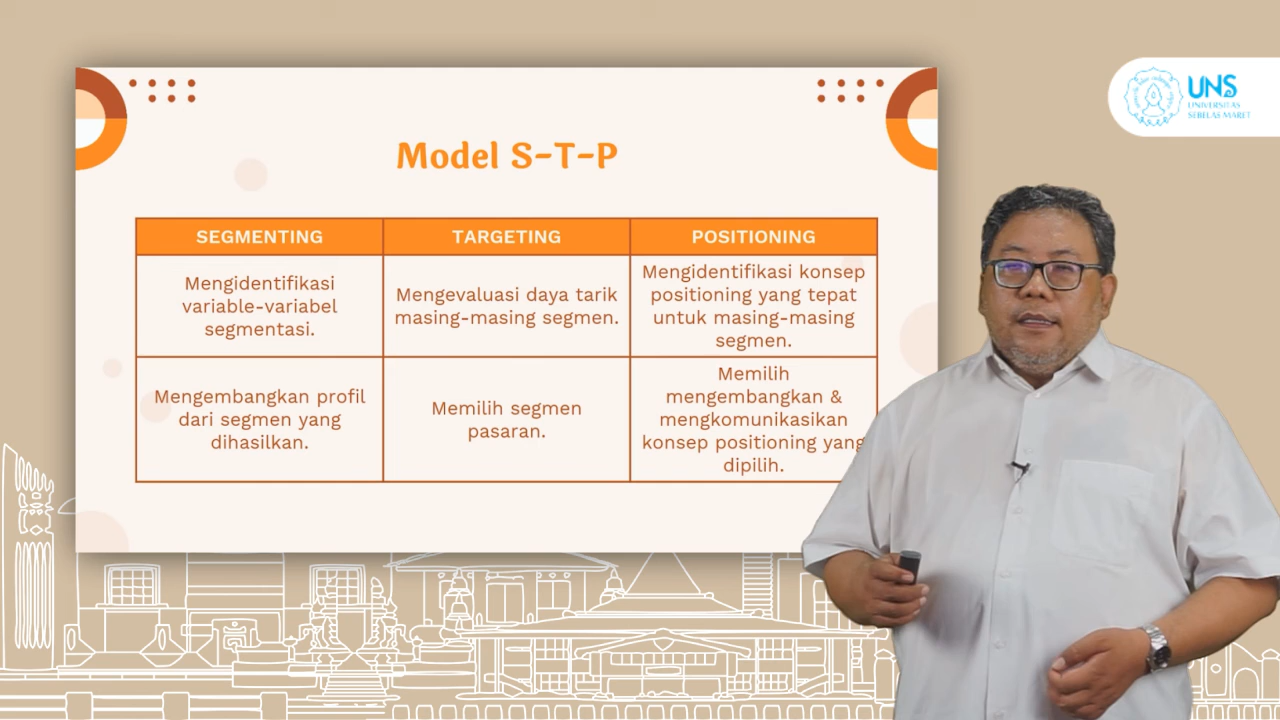 Model S-T-P
SEGMENTING
TARGETING
POSITIONING
Mengidentifikasi
variable-variabel
segmentasi.
Mengevaluasi daya tarik
masing-masing segmen.
Mengidentifikasi konsep
positioning yang tepat
untuk masing-masing
segmen.
Mengembangkan profil
dari segmen yang
dihasilkan.
Memilih segmen
pasaran.
Memilih
mengembangkan &
mengkomunikasikan
konsep positioning yang
dipilih.
UNS
UNIVERSITAS
SEBELAS MARET